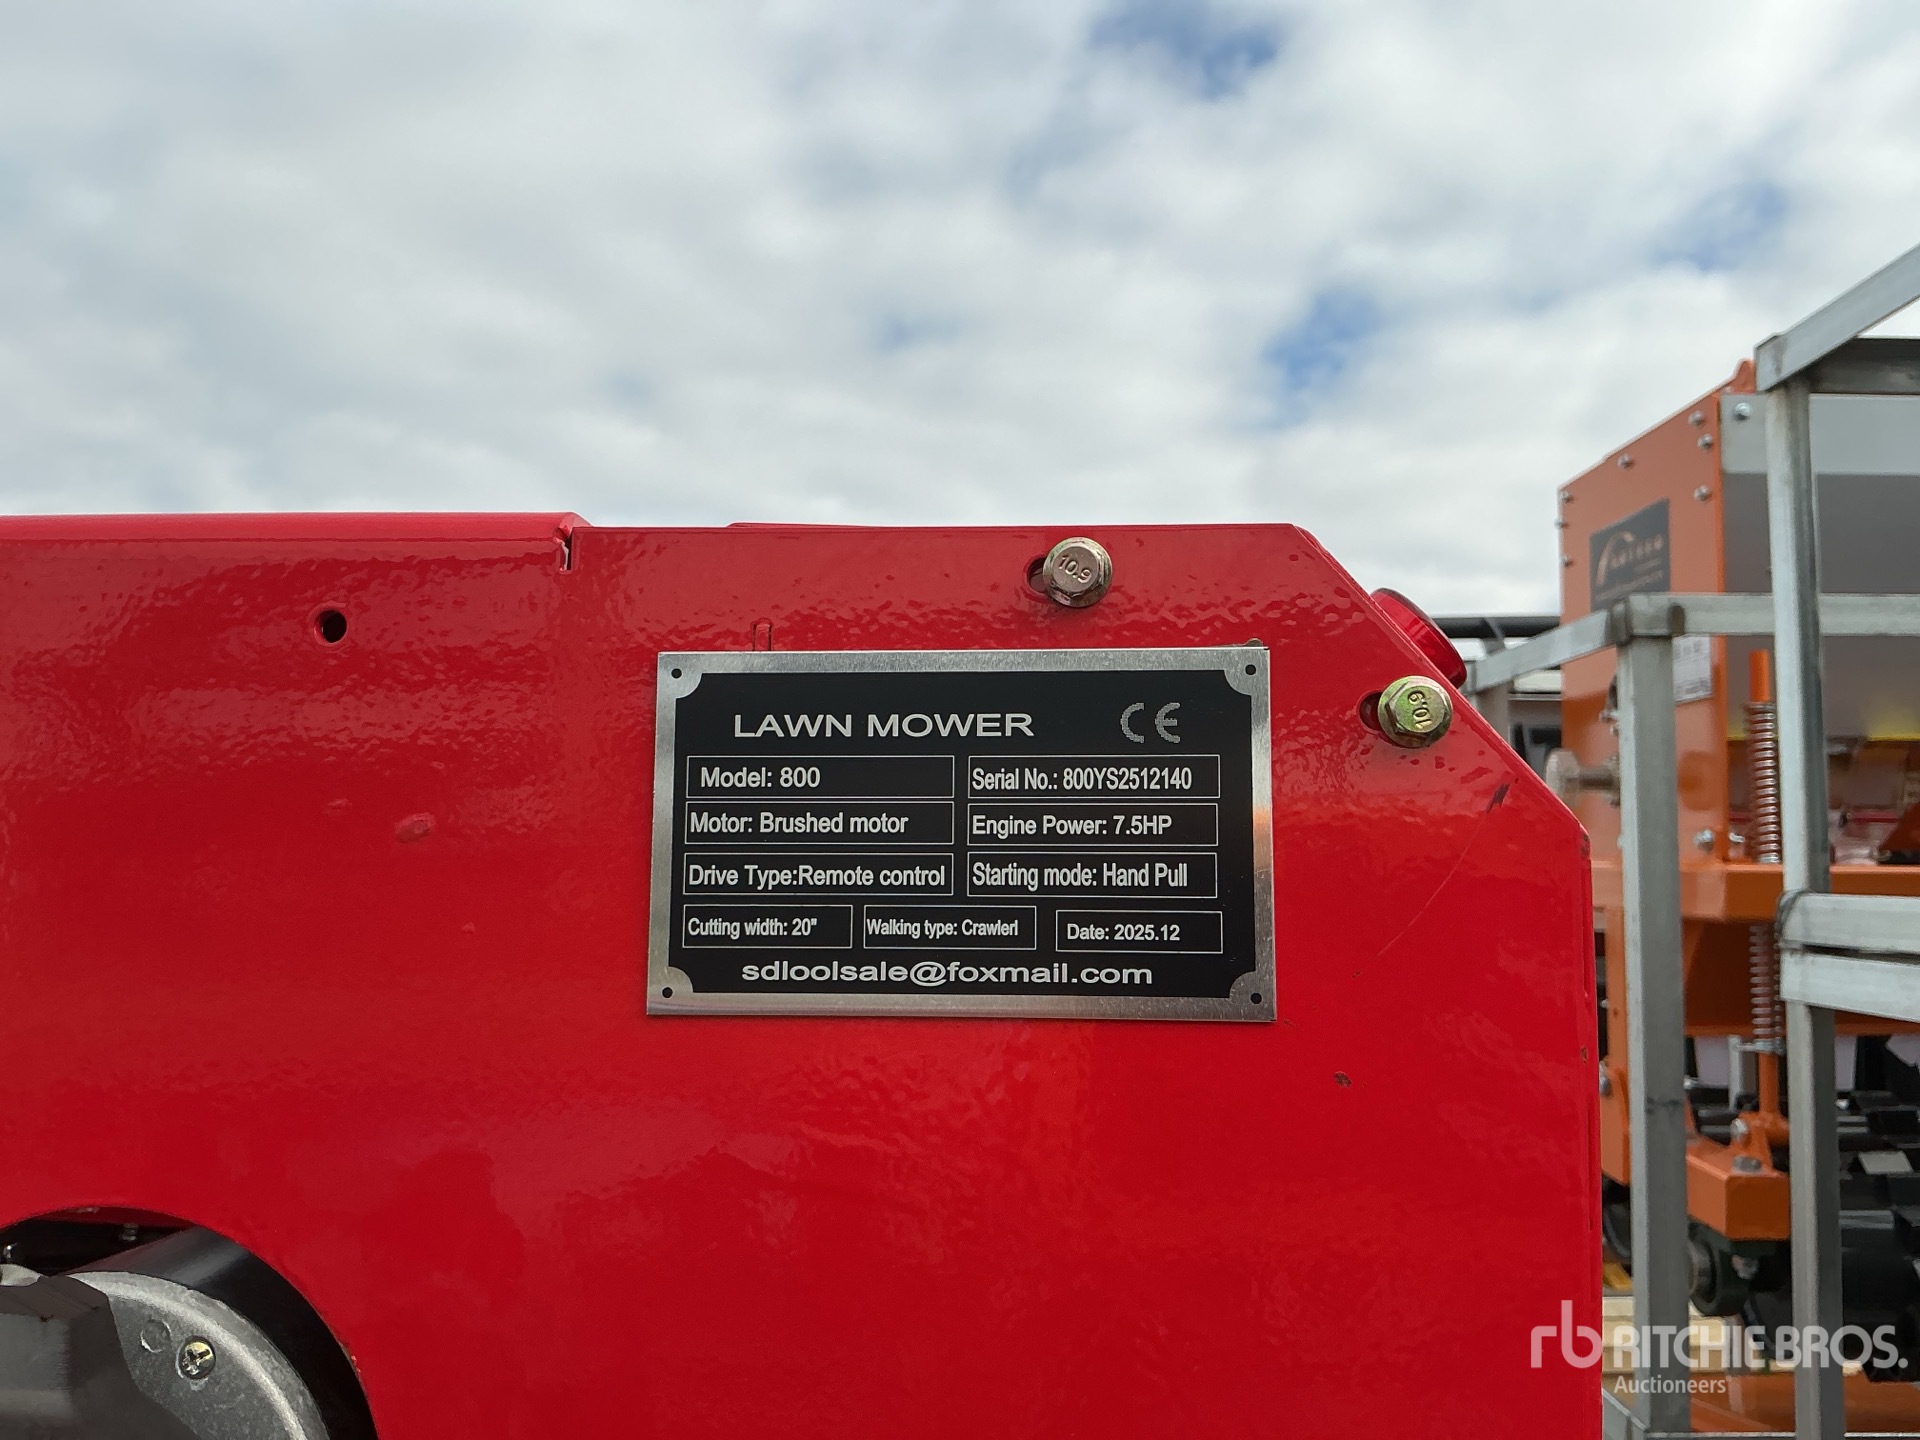 10.9
10.9
LAWN MOWER CE
Model: 800 Serial No.: 800YS2512140
Motor: Brushed motor Engine Power: 7.5HP
Drive Type:Remote control Starting mode: Hand Pull
Cutting width: 20" Walking type: Crawlerl Date: 2025.12
sdloolsale@foxmail.com
rb RITCHIE BROS.
Auctioneers